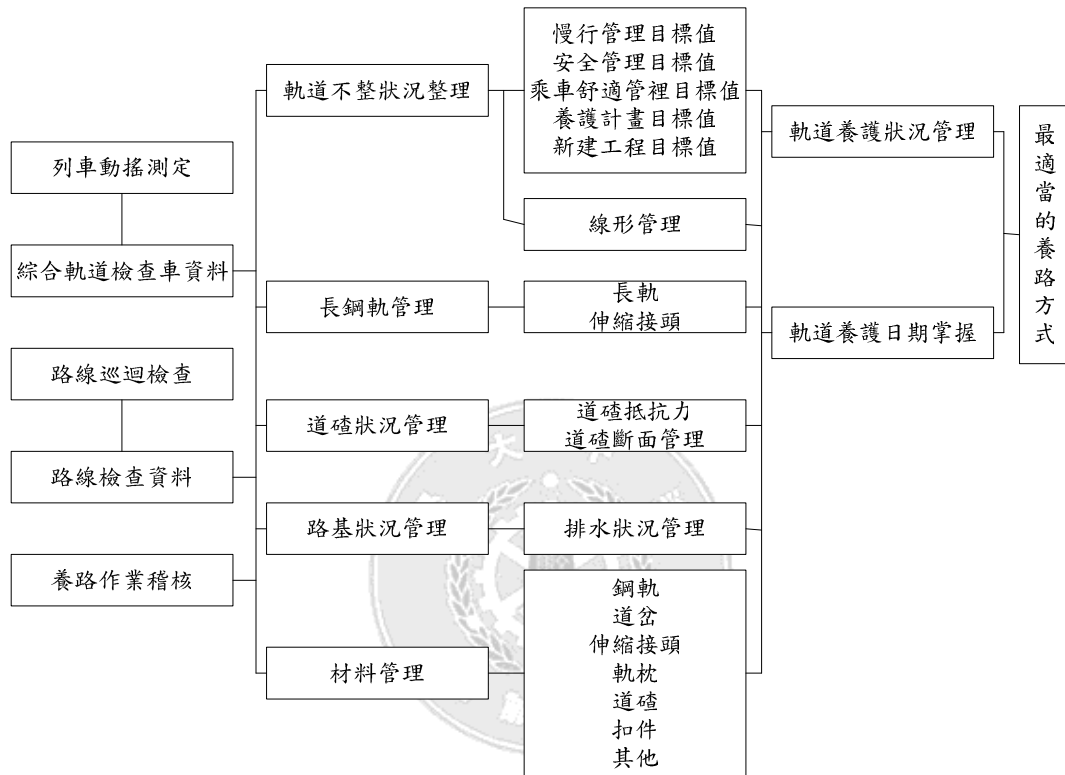 列車動搖測定
綜合軌道檢查車資料
路線巡迴檢查
路線檢查資料
養路作業稽核
軌道不整狀況整理
長鋼軌管理
道碴狀況管理
路基狀況管理
材料管理
慢行管理目標值
安全管理目標值
乘車舒適管裡目標值
養護計畫目標值
新建工程目標值
線形管理
長軌
伸縮接頭
道碴抵抗力
道碴斷面管理
排水狀況管理
鋼軌
道岔
伸縮接頭
軌枕
道碴
扣件
其他
軌道養護狀況管理
軌道養護日期掌握
最適當的養路方式